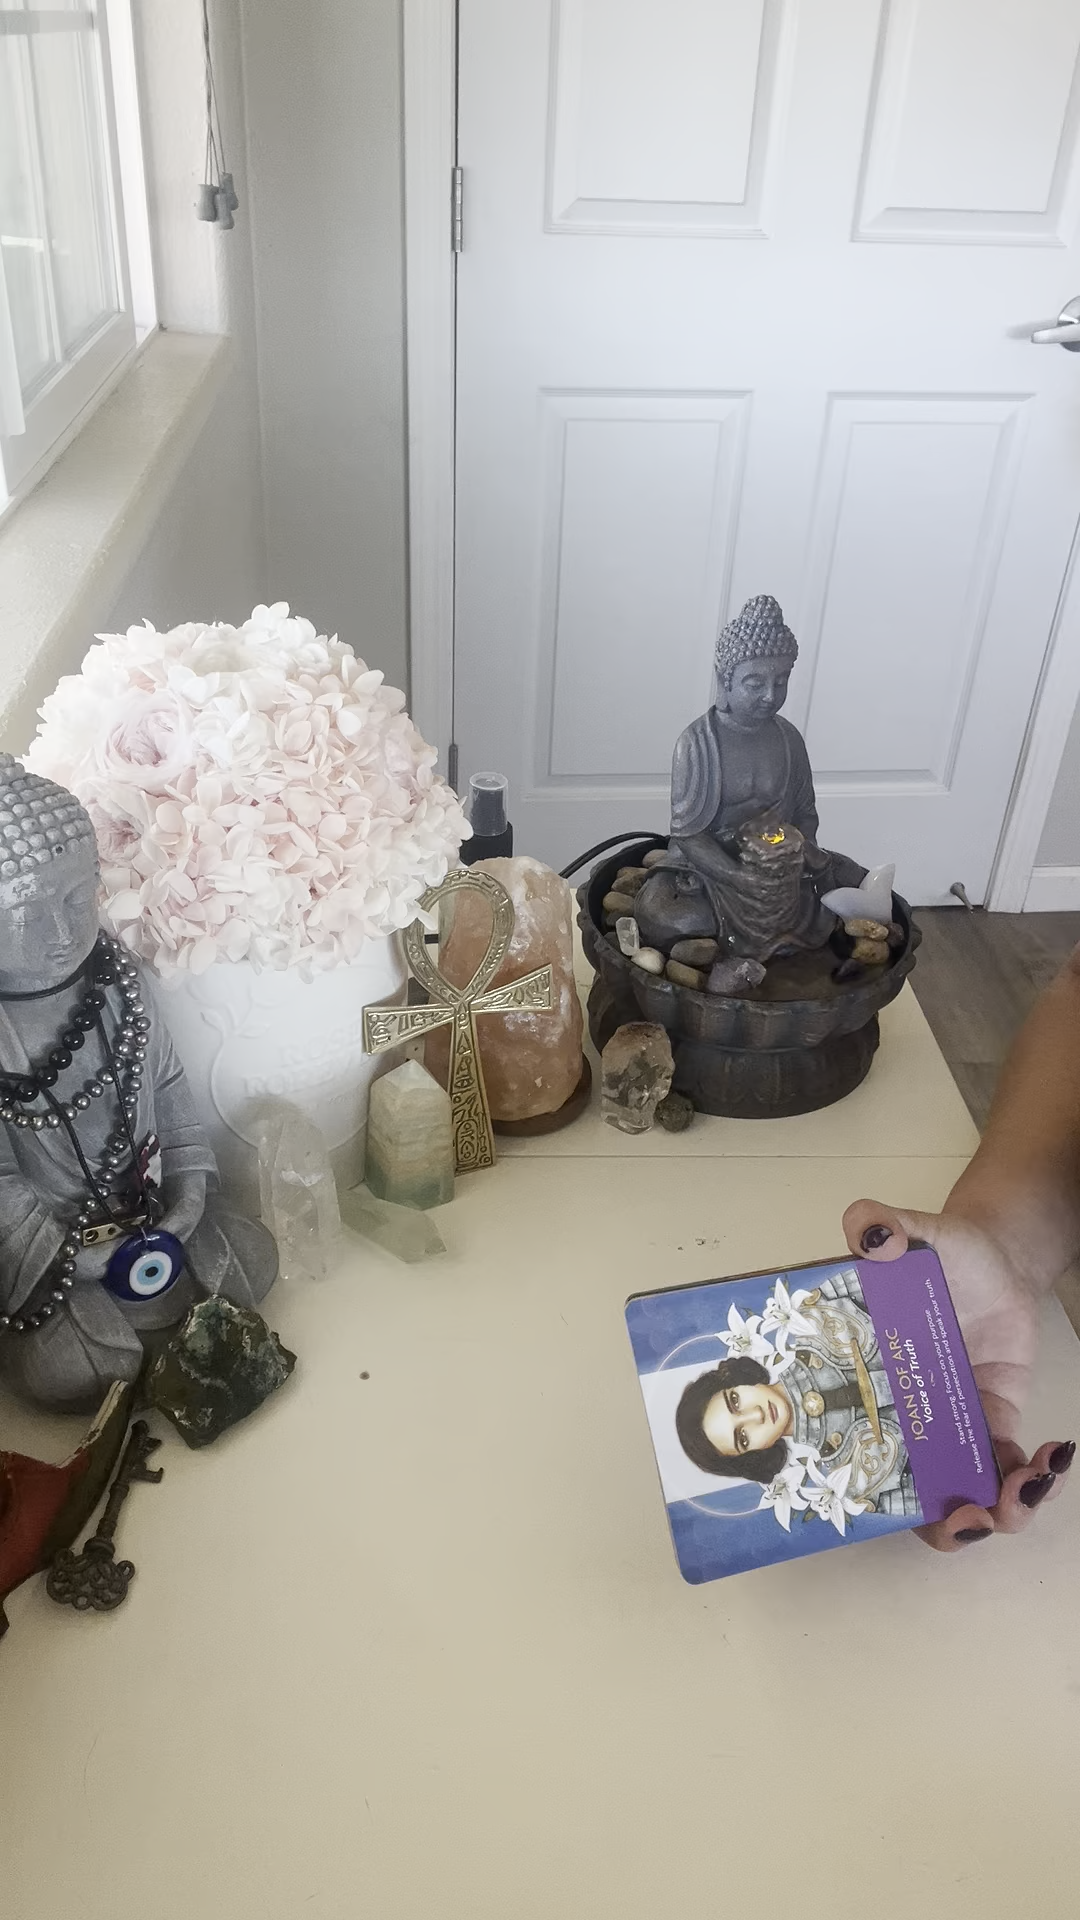 JOAN OF ARC
Voice of Truth
Stand strong. Focus on your purpose.
Release the fear of persecution and speak your truth.